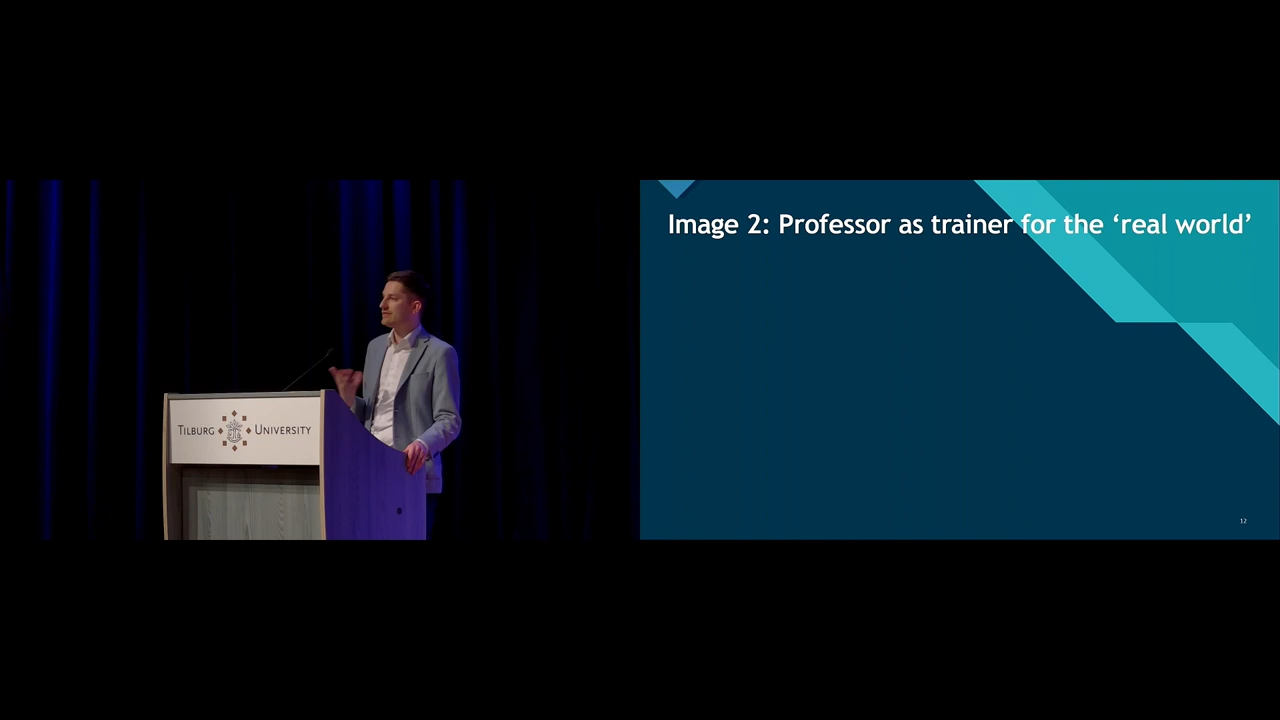 TILBURG UNIVERSITY
Image 2: Professor as trainer for the ‘real world’
12